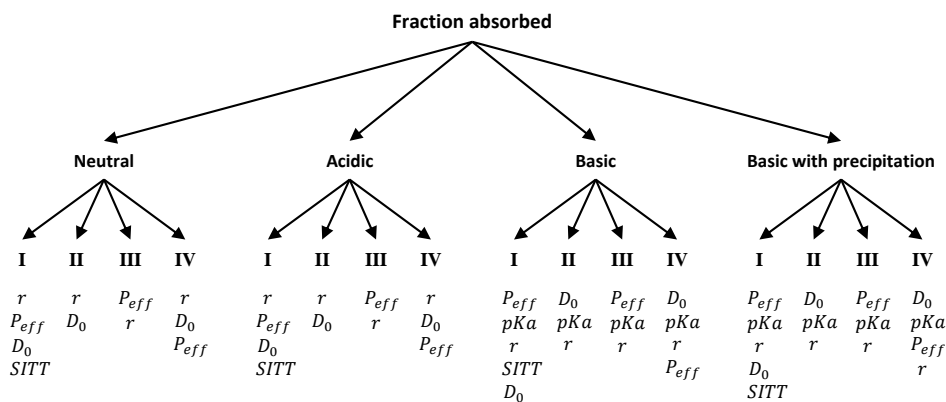 Fraction absorbed
Neutral Acidic Basic Basic with precipitation
I II III IV I II III IV I II III IV I II III IV
r r P_eff r r r P_eff r P_eff D_0 P_eff D_0 P_eff D_0 P_eff D_0
P_eff D_0 r D_0 P_eff D_0 r D_0 pKa pKa pKa pKa pKa pKa pKa pKa
D_0 P_eff D_0 P_eff r r r r r r r P_eff
SITT SITT SITT P_eff D_0 r
D_0 SITT